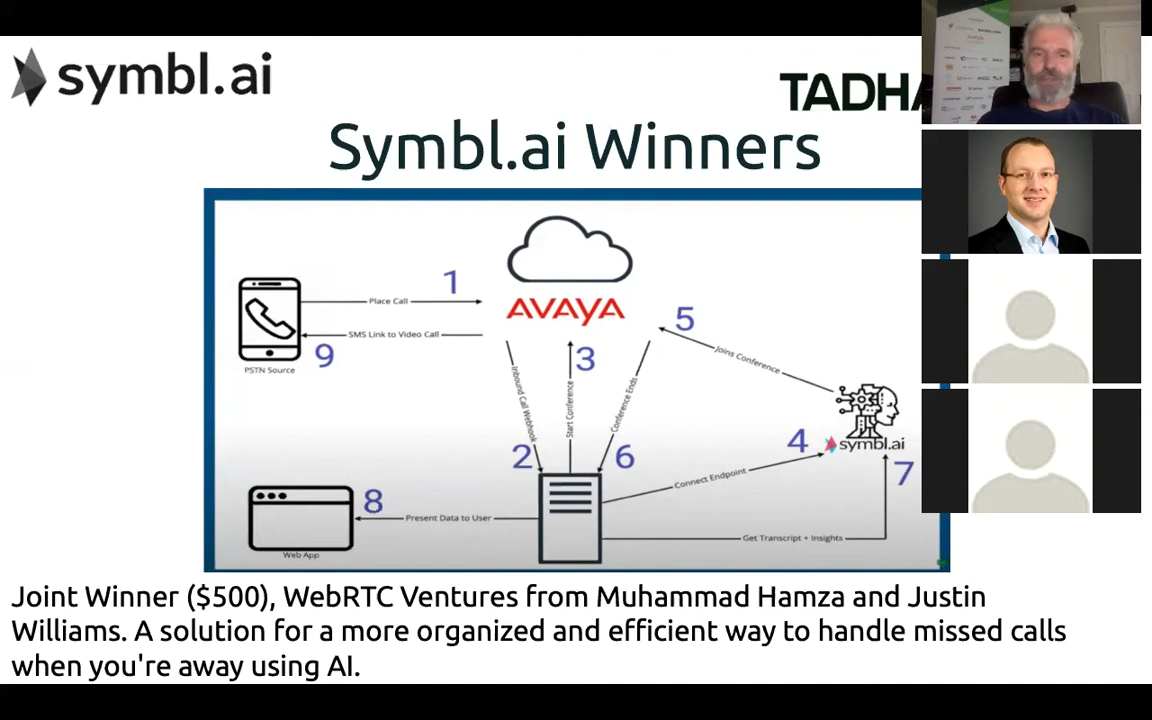 symbl.ai
TADHA
Symbl.ai Winners
1
Place Call
AVAYA
5
SMS Link to Video Call
9
3
Joins Conference
PSTN Source
Inbound Call Webhook
Start Conference
Conference Ends
2
6
4
symbl.ai
7
Connect Endpoint
8
Present Data to User
Get Transcript + Insights
Web App
Joint Winner ($500), WebRTC Ventures from Muhammad Hamza and Justin
Williams. A solution for a more organized and efficient way to handle missed calls
when you're away using AI.